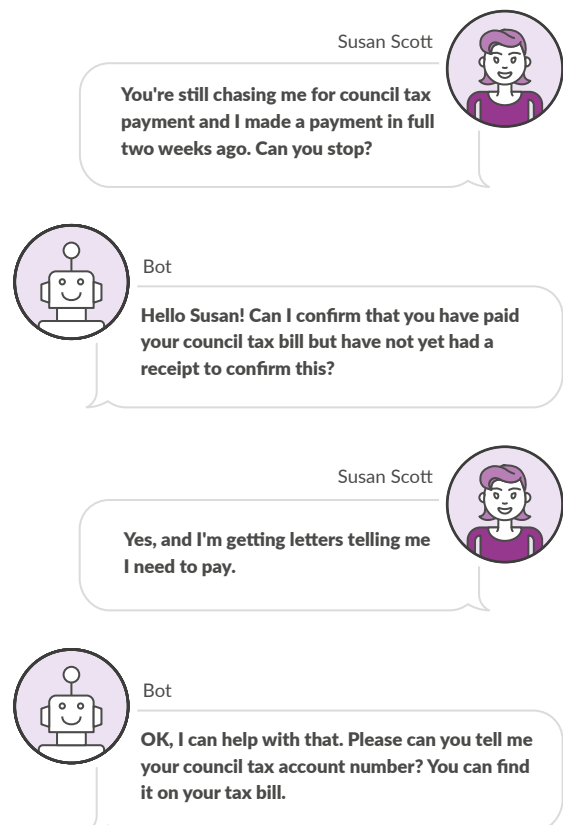 Susan Scott
You're still chasing me for council tax
payment and I made a payment in full
two weeks ago. Can you stop?
Bot
Hello Susan! Can I confirm that you have paid
your council tax bill but have not yet had a
receipt to confirm this?
Susan Scott
Yes, and I'm getting letters telling me
I need to pay.
Bot
OK, I can help with that. Please can you tell me
your council tax account number? You can find
it on your tax bill.